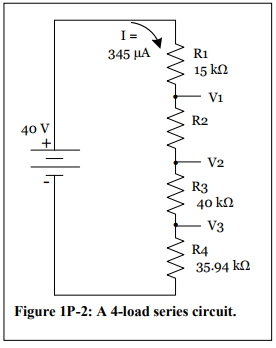 I =
345 µA
R1
15 kΩ
V1
R2
40 V
+
-
V2
R3
40 kΩ
V3
R4
35.94 kΩ
Figure 1P-2: A 4-load series circuit.